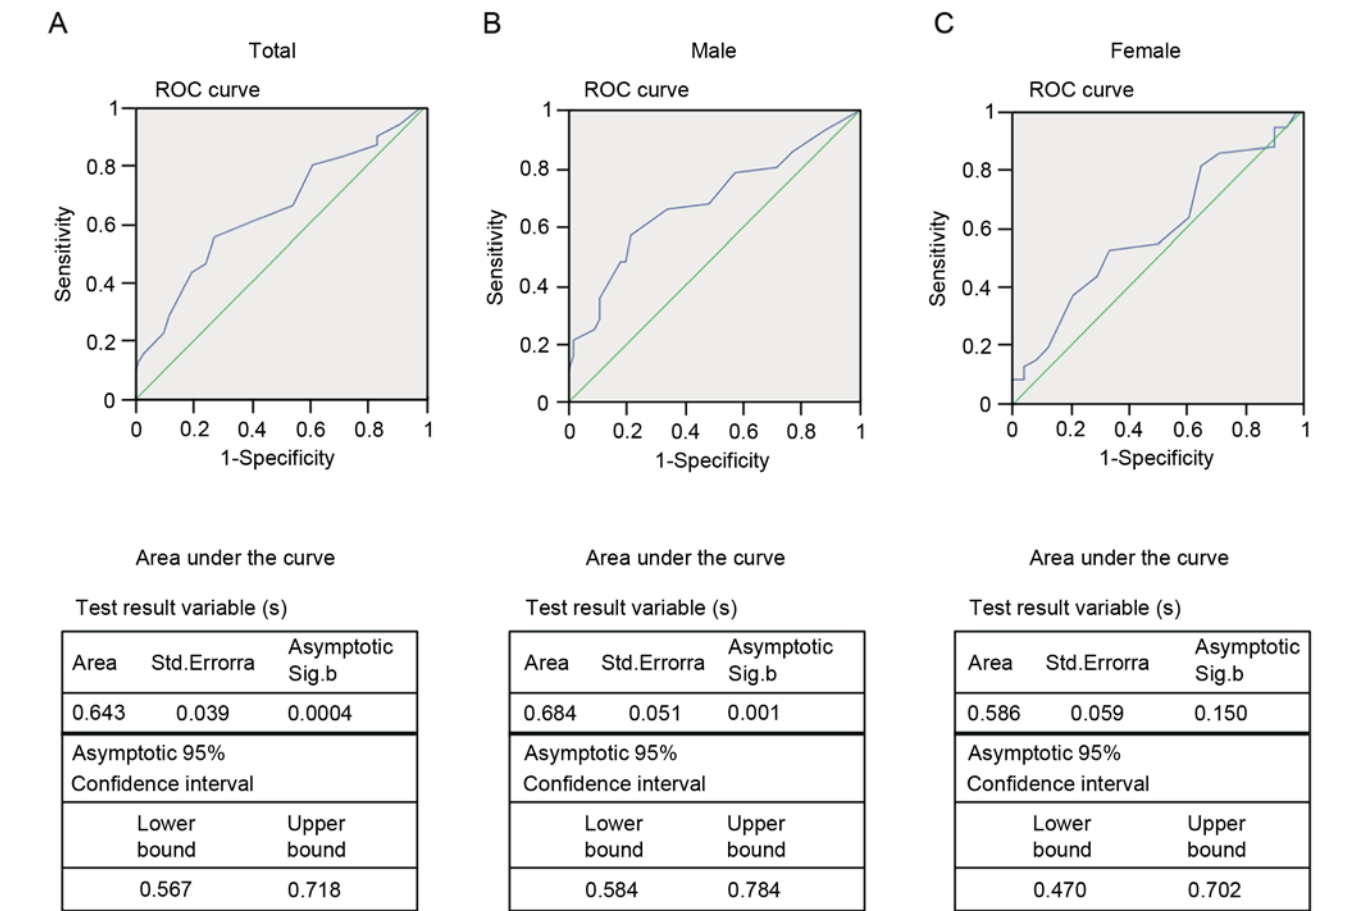 A
Total
ROC curve
1
0.8
0.6
0.4
0.2
0
Sensitivity
0 0.2 0.4 0.6 0.8 1
1-Specificity
Area under the curve
Test result variable (s)
Area Std.Errorra Asymptotic
Sig.b
0.643 0.039 0.0004
Asymptotic 95%
Confidence interval
Lower Upper
bound bound
0.567 0.718
B
Male
ROC curve
1
0.8
0.6
0.4
0.2
0
Sensitivity
0 0.2 0.4 0.6 0.8 1
1-Specificity
Area under the curve
Test result variable (s)
Area Std.Errorra Asymptotic
Sig.b
0.684 0.051 0.001
Asymptotic 95%
Confidence interval
Lower Upper
bound bound
0.584 0.784
C
Female
ROC curve
1
0.8
0.6
0.4
0.2
0
Sensitivity
0 0.2 0.4 0.6 0.8 1
1-Specificity
Area under the curve
Test result variable (s)
Area Std.Errorra Asymptotic
Sig.b
0.586 0.059 0.150
Asymptotic 95%
Confidence interval
Lower Upper
bound bound
0.470 0.702